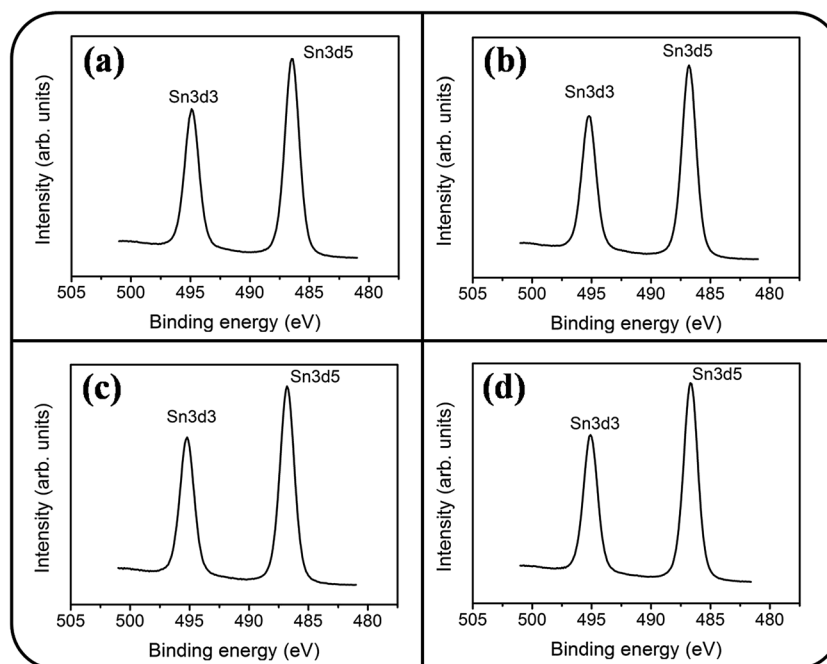 (a)
Sn3d5
Sn3d3
Intensity (arb. units)
505 500 495 490 485 480
Binding energy (eV)
(b)
Sn3d5
Sn3d3
Intensity (arb. units)
505 500 495 490 485 480
Binding energy (eV)
(c)
Sn3d5
Sn3d3
Intensity (arb. units)
505 500 495 490 485 480
Binding energy (eV)
(d)
Sn3d5
Sn3d3
Intensity (arb. units)
505 500 495 490 485 480
Binding energy (eV)